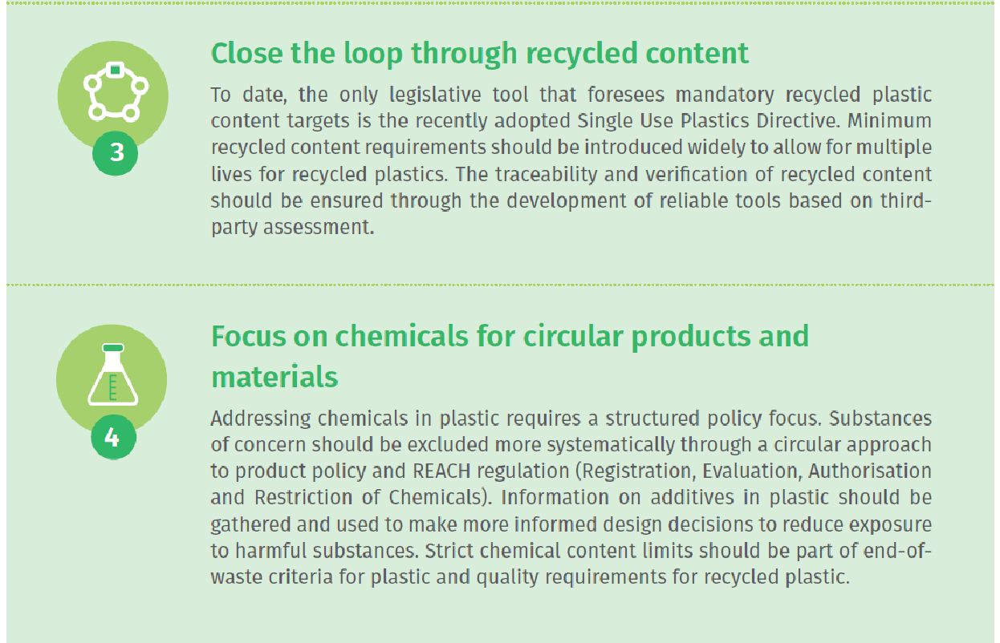 Close the loop through recycled content
To date, the only legislative tool that foresees mandatory recycled plastic
content targets is the recently adopted Single Use Plastics Directive. Minimum
recycled content requirements should be introduced widely to allow for multiple
lives for recycled plastics. The traceability and verification of recycled content
should be ensured through the development of reliable tools based on third-
party assessment.
3
Focus on chemicals for circular products and
materials
Addressing chemicals in plastic requires a structured policy focus. Substances
of concern should be excluded more systematically through a circular approach
to product policy and REACH regulation (Registration, Evaluation, Authorisation
and Restriction of Chemicals). Information on additives in plastic should be
gathered and used to make more informed design decisions to reduce exposure
to harmful substances. Strict chemical content limits should be part of end-of-
waste criteria for plastic and quality requirements for recycled plastic.
4